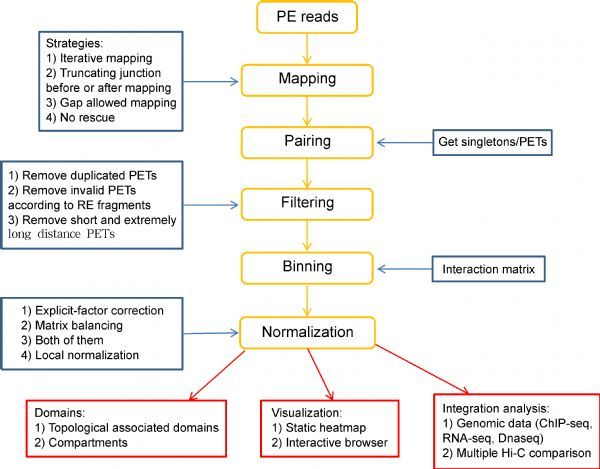 PE reads
Strategies:
1) Iterative mapping
2) Truncating junction
before or after mapping
3) Gap allowed mapping
4) No rescue
Mapping
Pairing
Get singletons/PETs
1) Remove duplicated PETs
2) Remove invalid PETs
according to RE fragments
3) Remove short and extremely
long distance PETs
Filtering
Binning
Interaction matrix
1) Explicit-factor correction
2) Matrix balancing
3) Both of them
4) Local normalization
Normalization
Domains:
1) Topological associated domains
2) Compartments
Visualization:
1) Static heatmap
2) Interactive browser
Integration analysis:
1) Genomic data (ChIP-seq,
RNA-seq, Dnaseq)
2) Multiple Hi-C comparison